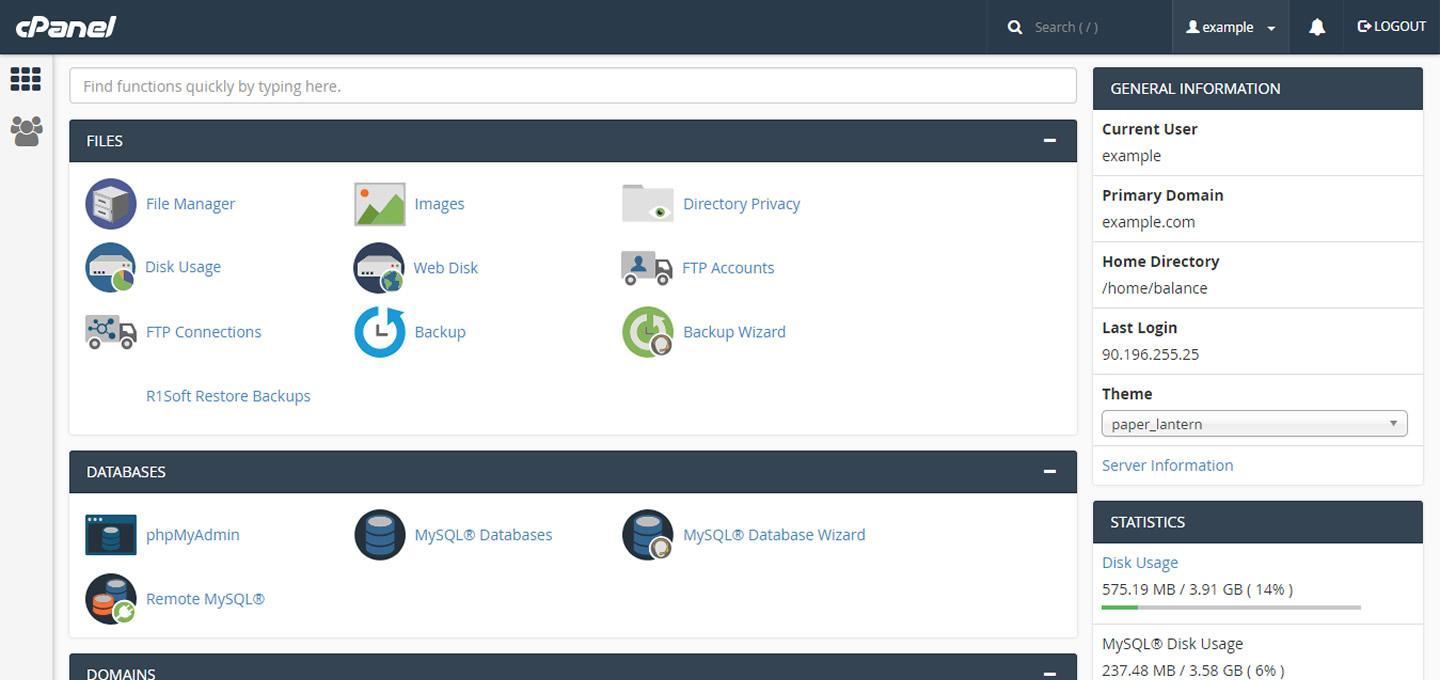 cPanel
Search ( / )
example
LOGOUT
Find functions quickly by typing here.
FILES
File Manager
Images
Directory Privacy
Disk Usage
Web Disk
FTP Accounts
FTP Connections
Backup
Backup Wizard
R1Soft Restore Backups
DATABASES
phpMyAdmin
MySQL® Databases
MySQL® Database Wizard
Remote MySQL®
DOMAINS
GENERAL INFORMATION
Current User
example
Primary Domain
example.com
Home Directory
/home/balance
Last Login
90.196.255.25
Theme
paper_lantern
Server Information
STATISTICS
Disk Usage
575.19 MB / 3.91 GB ( 14% )
MySQL® Disk Usage
237.48 MB / 3.58 GB ( 6% )